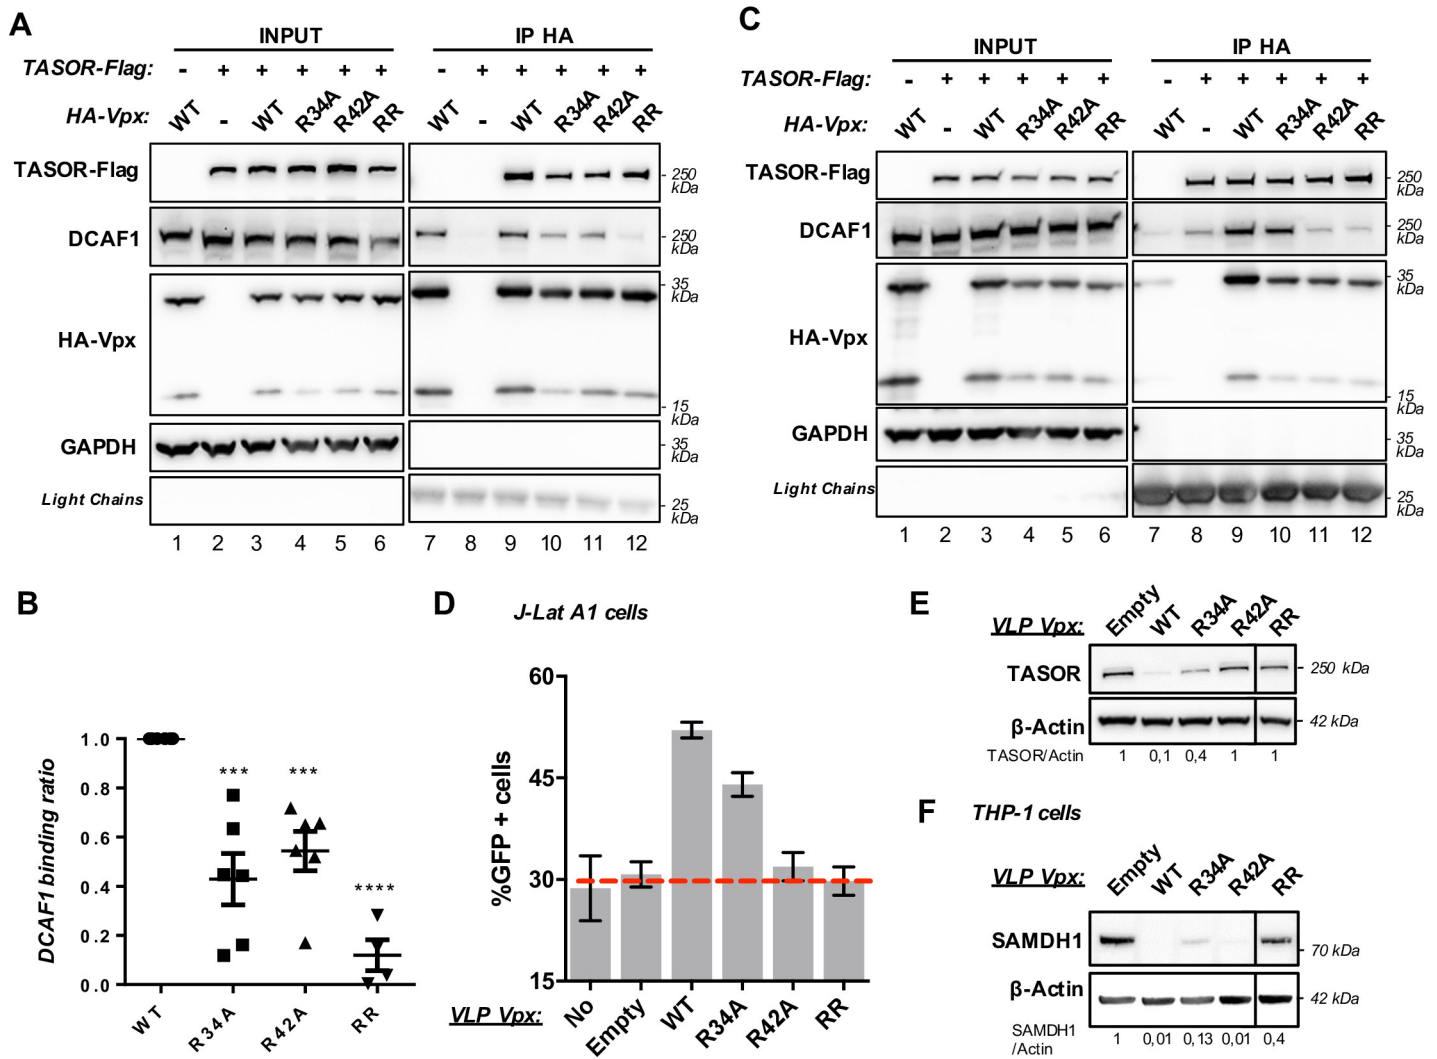 A
INPUT
IP HA
TASOR-Flag: - + + + + + - + + + + +
HA-Vpx: WT - WT R34A R42A RR WT - WT R34A R42A RR
TASOR-Flag
250 kDa
DCAF1
250 kDa
HA-Vpx
35 kDa
15 kDa
GAPDH
35 kDa
Light Chains
25 kDa
1 2 3 4 5 6 7 8 9 10 11 12
C
INPUT
IP HA
TASOR-Flag: - + + + + + - + + + + +
HA-Vpx: WT - WT R34A R42A RR WT - WT R34A R42A RR
TASOR-Flag
250 kDa
DCAF1
250 kDa
HA-Vpx
35 kDa
15 kDa
GAPDH
35 kDa
Light Chains
25 kDa
1 2 3 4 5 6 7 8 9 10 11 12
B
DCAF1 binding ratio
1.0
0.8
0.6
0.4
0.2
0.0
***
***
****
WT R34A R42A RR
D
J-Lat A1 cells
%GFP + cells
60
45
30
15
VLP Vpx: No Empty WT R34A R42A RR
E
VLP Vpx: Empty WT R34A R42A RR
TASOR
250 kDa
β-Actin
42 kDa
TASOR/Actin 1 0,1 0,4 1 1
F
THP-1 cells
VLP Vpx: Empty WT R34A R42A RR
SAMDH1
70 kDa
β-Actin
42 kDa
SAMDH1
/Actin 1 0,01 0,13 0,01 0,4